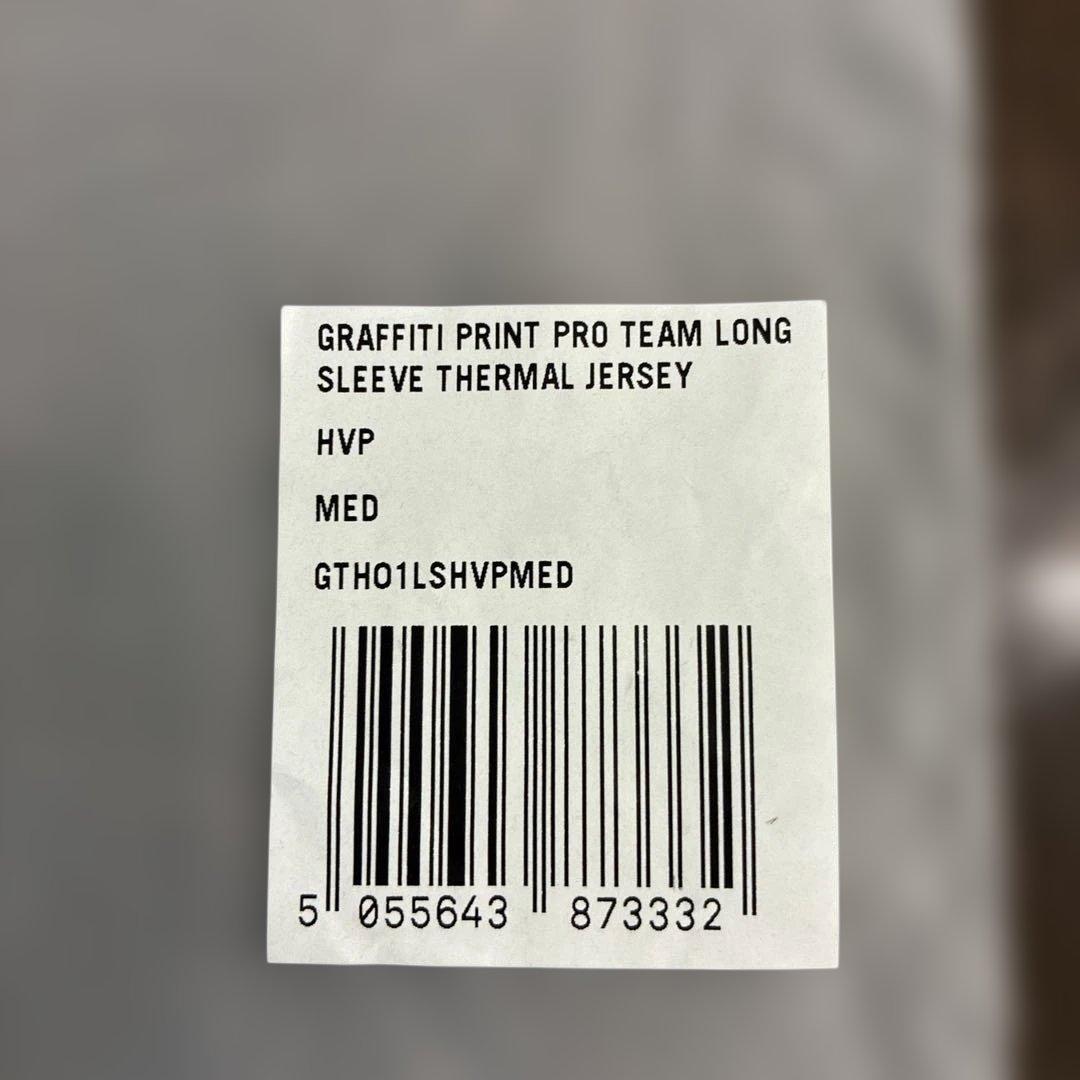 GRAFFITI PRINT PRO TEAM LONG
SLEEVE THERMAL JERSEY
HVP
MED
GTH01LSHVPMED
5 055643 873332